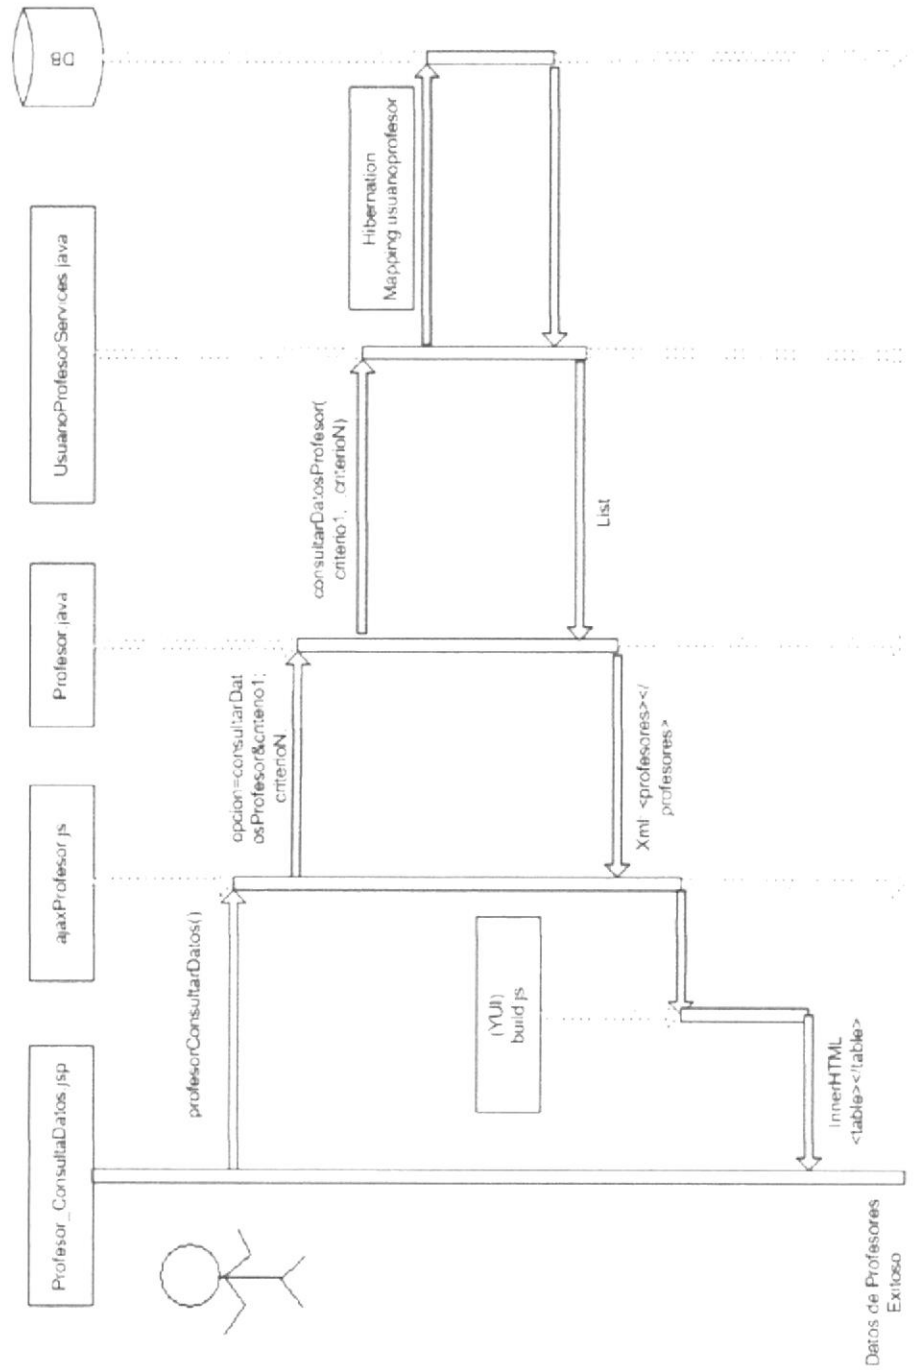 Profesor_ConsultaDatos.jsp
ajaxProfesor.js
Profesor.java
UsuarioProfesorServices.java
DB
profesorConsultarDatos()
opcion=consultarDat
osProfesor&criterio1;
criterioN.
consultarDatosProfesor(
criterio1, ..criterioN)
Hibernation
Mapping.usuarioprofesor
(YUI)
build.js
Xml: <profesores></
profesores>
List
InnerHTML
<table></table>
Datos de Profesores
Exitoso